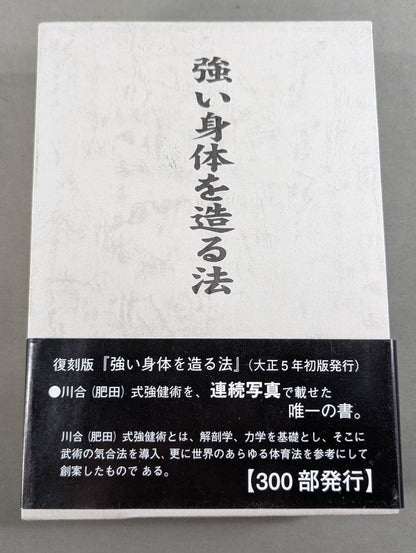 強い身体を造る法
復刻版『強い身体を造る法』（大正５年初版発行）
●川合（肥田）式強健術を、連続写真で載せた
唯一の書。
川合（肥田）式強健術とは、解剖学、力学を基礎とし、そこに
武術の気合法を導入、更に世界のあらゆる体育法を参考にして
創案したもので ある。
【300 部発行】